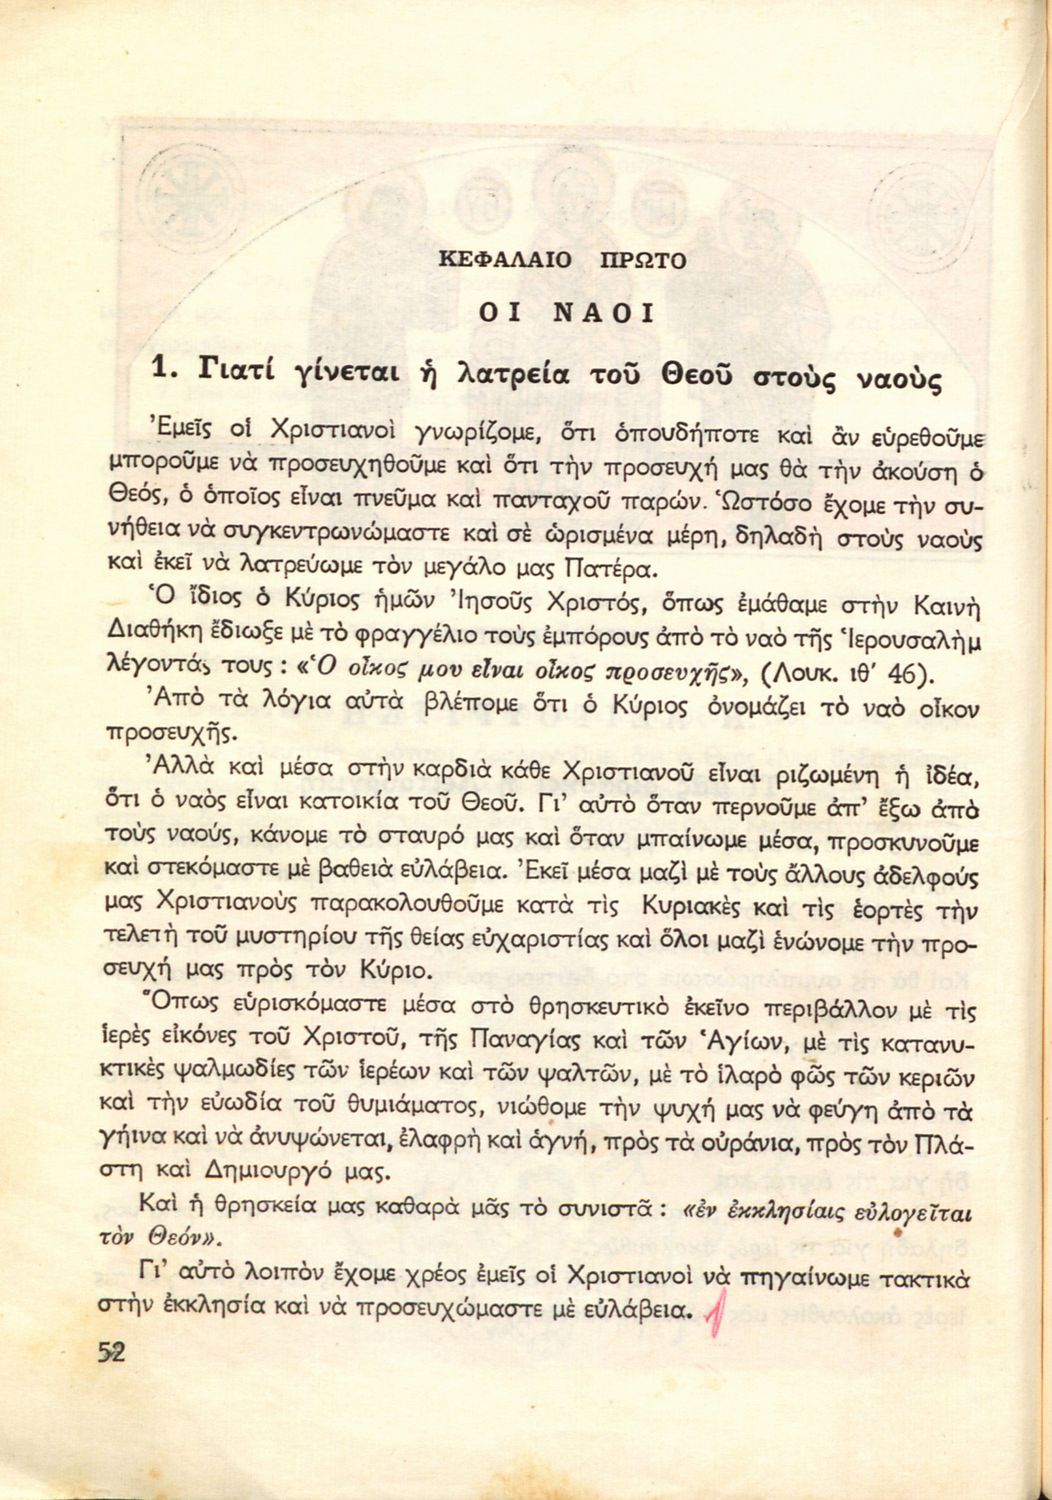 ΚΕΦΑΛΑΙΟ ΠΡΩΤΟ
ΟΙ ΝΑΟΙ
1. Γιατί γίνεται ἡ λατρεία τοῦ Θεοῦ στοὺς ναοὺς
Ἐμεῖς οἱ Χριστιανοὶ γνωρίζομε, ὅτι ὁπουδήποτε καὶ ἂν εὑρεθοῦμε
μποροῦμε νὰ προσευχηθοῦμε καὶ ὅτι τὴν προσευχή μας θὰ τὴν ἀκούση ὁ
Θεός, ὁ ὁποῖος εἶναι πνεῦμα καὶ πανταχοῦ παρών. Ὡστόσο ἔχομε τὴν συ-
νήθεια νὰ συγκεντρωνώμαστε καὶ σὲ ὡρισμένα μέρη, δηλαδὴ στοὺς ναοὺς
καὶ ἐκεῖ νὰ λατρεύωμε τὸν μεγάλο μας Πατέρα.
Ὁ ἴδιος ὁ Κύριος ἡμῶν Ἰησοῦς Χριστός, ὅπως ἐμάθαμε στὴν Καινὴ
Διαθήκη ἔδιωξε μὲ τὸ φραγγέλιο τοὺς ἐμπόρους ἀπὸ τὸ ναὸ τῆς Ἱερουσαλὴμ
λέγοντάς τους : «Ὁ οἶκος μου εἶναι οἶκος προσευχῆς», (Λουκ. ιθ′ 46).
Ἀπὸ τὰ λόγια αὐτὰ βλέπομε ὅτι ὁ Κύριος ὀνομάζει τὸ ναὸ οἶκον
προσευχῆς.
Ἀλλὰ καὶ μέσα στὴν καρδιὰ κάθε Χριστιανοῦ εἶναι ριζωμένη ἡ ἰδέα,
ὅτι ὁ ναὸς εἶναι κατοικία τοῦ Θεοῦ. Γι’ αὐτὸ ὅταν περνοῦμε ἀπ’ ἔξω ἀπὸ
τοὺς ναούς, κάνομε τὸ σταυρό μας καὶ ὅταν μπαίνωμε μέσα, προσκυνοῦμε
καὶ στεκόμαστε μὲ βαθειὰ εὐλάβεια. Ἐκεῖ μέσα μαζὶ μὲ τοὺς ἄλλους ἀδελφούς
μας Χριστιανοὺς παρακολουθοῦμε κατὰ τὶς Κυριακὲς καὶ τὶς ἑορτὲς τὴν
τελετὴ τοῦ μυστηρίου τῆς θείας εὐχαριστίας καὶ ὅλοι μαζὶ ἑνώνομε τὴν προ-
σευχή μας πρὸς τὸν Κύριο.
Ὅπως εὑρισκόμαστε μέσα στὸ θρησκευτικὸ ἐκεῖνο περιβάλλον μὲ τὶς
ἱερὲς εἰκόνες τοῦ Χριστοῦ, τῆς Παναγίας καὶ τῶν Ἁγίων, μὲ τὶς κατανυ-
κτικὲς ψαλμωδίες τῶν ἱερέων καὶ τῶν ψαλτῶν, μὲ τὸ ἱλαρὸ φῶς τῶν κεριῶν
καὶ τὴν εὐωδία τοῦ θυμιάματος, νιώθομε τὴν ψυχή μας νὰ φεύγη ἀπὸ τὰ
γήινα καὶ νὰ ἀνυψώνεται, ἐλαφρὴ καὶ ἁγνή, πρὸς τὰ οὐράνια, πρὸς τὸν Πλά-
στη καὶ Δημιουργό μας.
Καὶ ἡ θρησκεία μας καθαρὰ μᾶς τὸ συνιστᾶ : «ἐν ἐκκλησίαις εὐλογεῖται
τὸν Θεόν».
Γι’ αὐτὸ λοιπὸν ἔχομε χρέος ἐμεῖς οἱ Χριστιανοὶ νὰ πηγαίνωμε τακτικὰ
στὴν ἐκκλησία καὶ νὰ προσευχώμαστε μὲ εὐλάβεια.
52